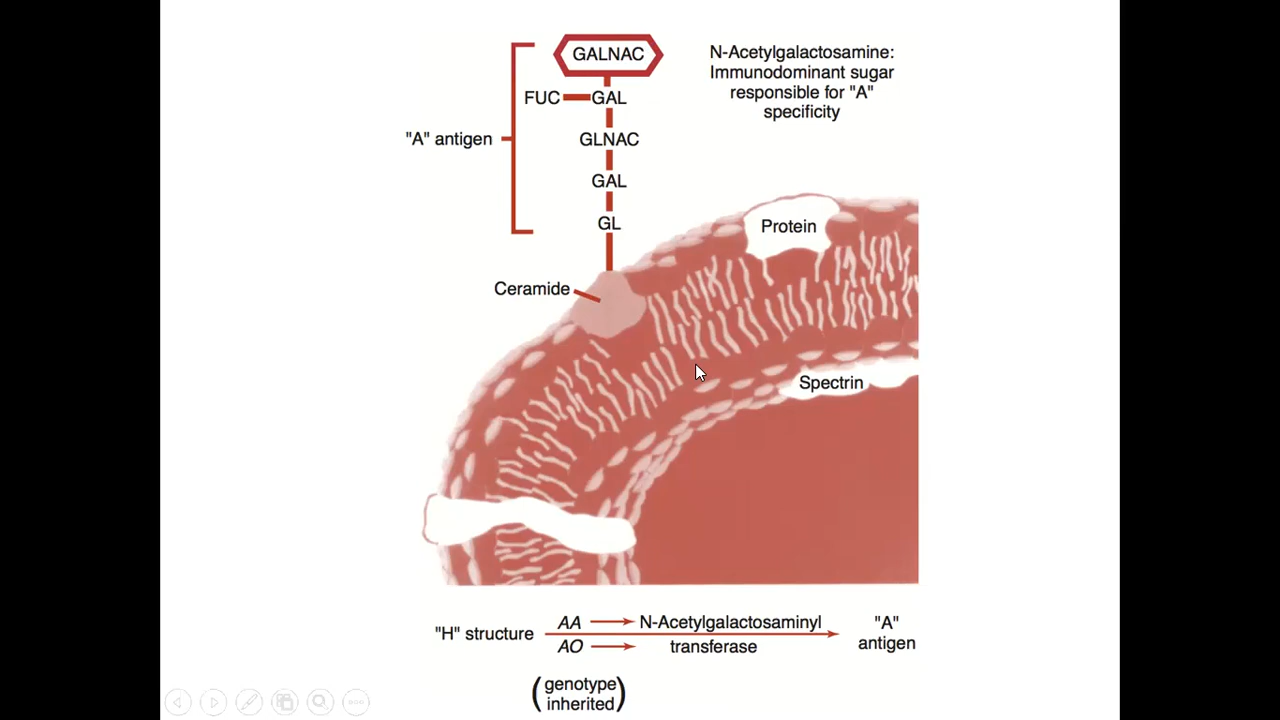 GALNAC
N-Acetylgalactosamine:
Immunodominant sugar
responsible for "A"
specificity
FUC GAL
"A" antigen
GLNAC
GAL
GL
Protein
Ceramide
Spectrin
"H" structure
AA
N-Acetylgalactosaminyl
AO
transferase
"A"
antigen
(genotype
inherited)